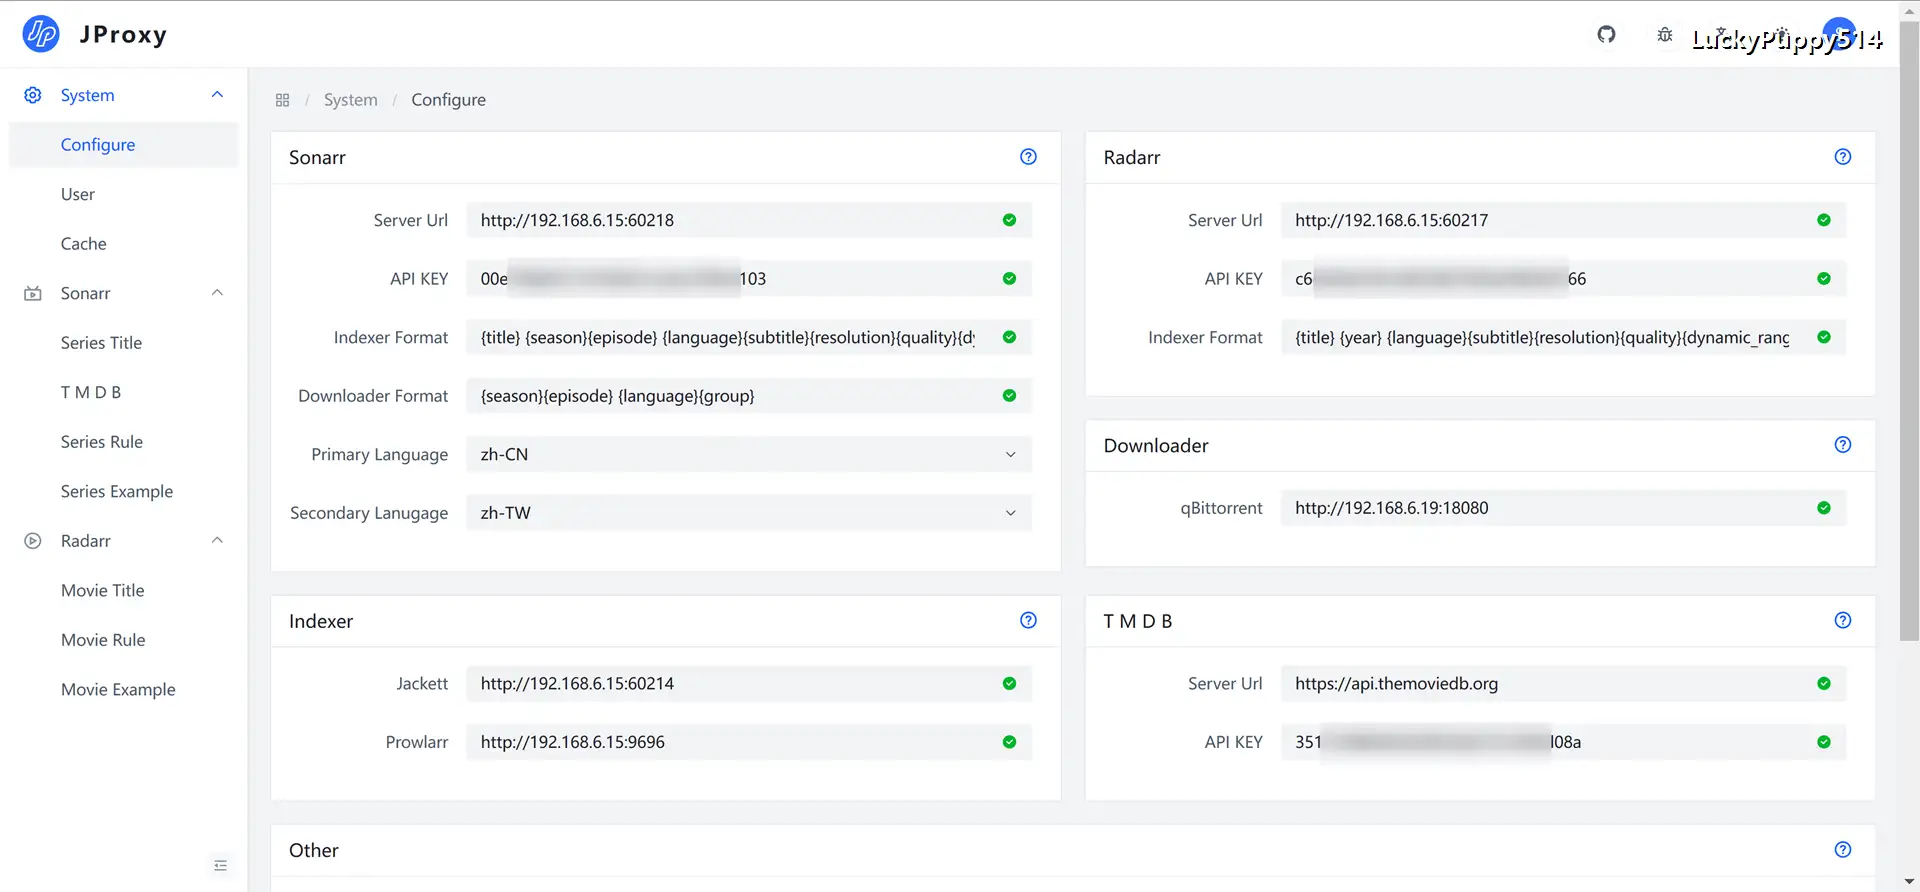 JProxy
LuckyPuppy514
System
Configure
User
Cache
Sonarr
Series Title
T M D B
Series Rule
Series Example
Radarr
Movie Title
Movie Rule
Movie Example
/ System / Configure
Sonarr
Server Url http://192.168.6.15:60218
API KEY 00e 103
Indexer Format {title} {season}{episode} {language}{subtitle}{resolution}{quality}{dy
Downloader Format {season}{episode} {language}{group}
Primary Language zh-CN
Secondary Lanugage zh-TW
Radarr
Server Url http://192.168.6.15:60217
API KEY c6 66
Indexer Format {title} {year} {language}{subtitle}{resolution}{quality}{dynamic_rang
Downloader
qBittorrent http://192.168.6.19:18080
Indexer
Jackett http://192.168.6.15:60214
Prowlarr http://192.168.6.15:9696
T M D B
Server Url https://api.themoviedb.org
API KEY 351 08a
Other